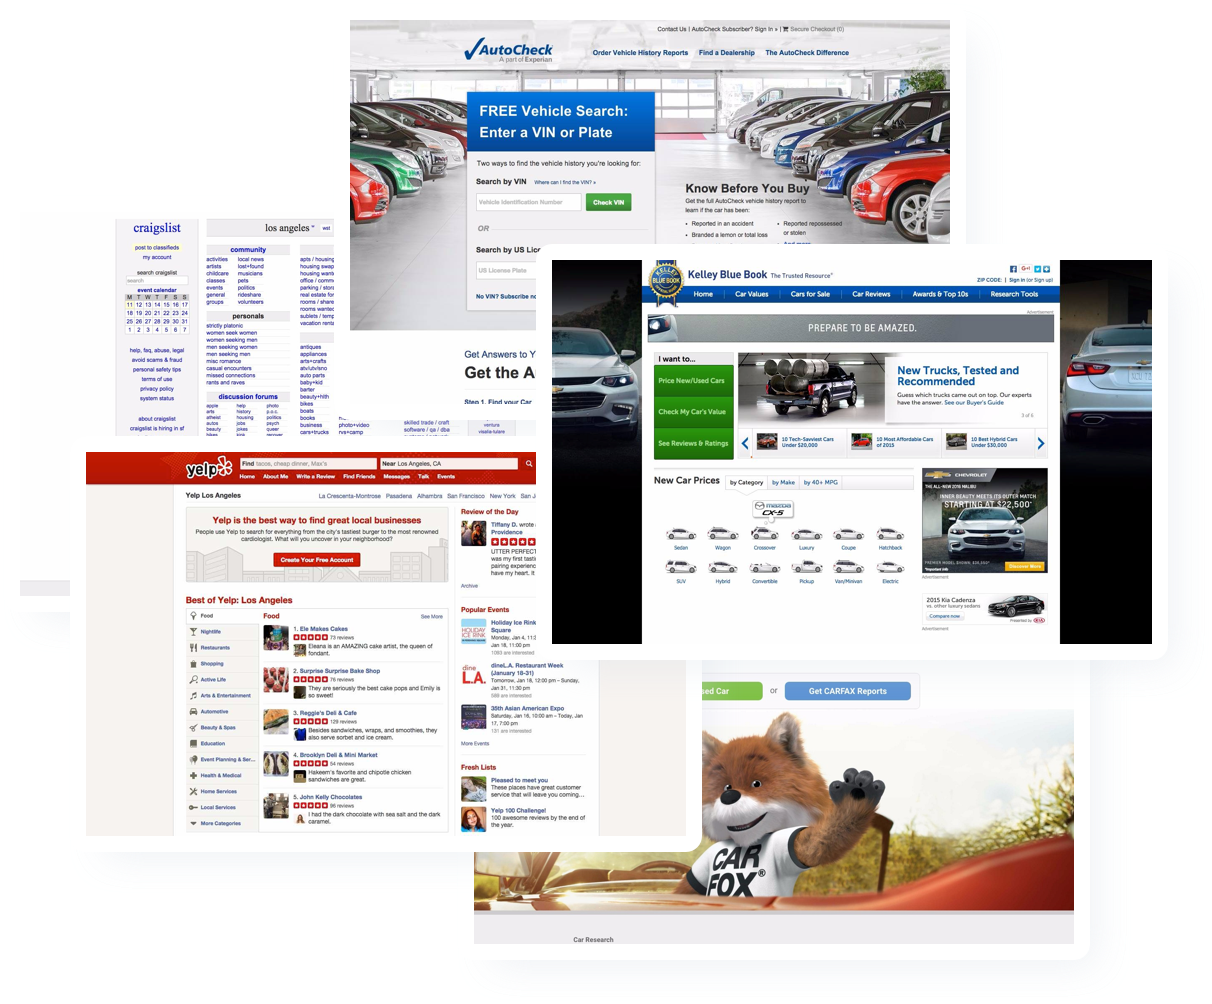 Contact Us | AutoCheck Subscriber? Sign In » | Secure Checkout (0)
AutoCheck
A part of Experian
Order Vehicle History Reports Find a Dealership The AutoCheck Difference
FREE Vehicle Search:
Enter a VIN or Plate
Two ways to find the vehicle history you're looking for:
Search by VIN Where can I find the VIN? »
Vehicle Identification Number Check VIN
OR
Search by US Lice
US License Plate
No VIN? Subscribe no
Know Before You Buy
Get the full AutoCheck vehicle history report to
learn if the car has been:
• Reported in an accident
• Branded a lemon or total loss
• Reported repossessed
or stolen
Get Answers to Y
Get the A
Step 1. Find your car
craigslist
post to classifieds
my account
search craigslist
search
event calendar
M T W T F S S
11 12 13 14 15 16 17
18 19 20 21 22 23 24
25 26 27 28 29 30 31
1 2 3 4 5 6 7
help, faq, abuse, legal
avoid scams & fraud
personal safety tips
terms of use
privacy policy
system status
about craigslist
craigslist is hiring in sf
los angeles w wsl
community
activities local news
artists lost+found
childcare musicians
classes pets
events politics
general rideshare
groups volunteers
personals
strictly platonic
women seek women
women seeking men
men seeking women
men seeking men
misc romance
casual encounters
missed connections
rants and raves
discussion forums
apple help photo
arts history p.o.c.
atheist housing politics
autos jobs psych
beauty jokes queer
bikes kink recover
apts / housing
housing swap
housing wante
office / comm
parking / stora
real estate for
rooms / share
rooms wanted
sublets / temp
vacation renta
antiques
appliances
arts+crafts
atv/utv/sno
auto parts
baby+kid
barter
beauty+hlth
bikes
boats
books
business
cars+trucks
photo+video
rvs+camp
skilled trade / craft
software / qa / dba
ventura
visalia-tulare
Kelley Blue Book The Trusted Resource
KELLEY
BLUE BOOK
ZIP CODE: | Sign in (or Sign up)
Home Car Values Cars for Sale Car Reviews Awards & Top 10s Research Tools
Advertisement
PREPARE TO BE AMAZED.
I want to...
Price New/Used Cars
Check My Car's Value
See Reviews & Ratings
New Trucks, Tested and
Recommended
Guess which trucks came out on top. Our experts
have the answer. See our Buyer's Guide
3 of 6
10 Tech-Savviest Cars
Under $20,000
10 Most Affordable Cars
of 2015
10 Best Hybrid Cars
Under $30,000
New Car Prices by Category by Make by 40+ MPG
mazda
CX-5
Sedan Wagon Crossover Luxury Coupe Hatchback
SUV Hybrid Convertible Pickup Van/Minivan Electric
CHEVROLET
THE ALL-NEW 2016 MALIBU
INNER BEAUTY MEETS ITS OUTER MATCH
STARTING AT $22,500*
Discover More
Advertisement
2015 Kia Cadenza
vs. other luxury sedans
Compare now
Presented by KIA
Advertisement
yelp
Find tacos, cheap dinner, Max's Near Los Angeles, CA
Home About Me Write a Review Find Friends Messages Talk Events
Yelp Los Angeles La Crescenta-Montrose Pasadena Alhambra San Francisco New York San J
Yelp is the best way to find great local businesses
People use Yelp to search for everything from the city's tastiest burger to the most renowned
cardiologist. What will you uncover in your neighborhood?
Create Your Free Account
Best of Yelp: Los Angeles
Food
Nightlife
Restaurants
Shopping
Active Life
Arts & Entertainment
Automotive
Beauty & Spas
Education
Event Planning & Ser...
Health & Medical
Home Services
Local Services
More Categories
Food See More
1. Ele Makes Cakes
73 reviews
Eleana is an AMAZING cake artist, the queen of
fondant.
2. Surprise Surprise Bake Shop
76 reviews
They are seriously the best cake pops and Emily is
so sweet!
3. Reggie's Deli & Cafe
129 reviews
Besides sandwiches, wraps, and smoothies, they
also serve sorbet and ice cream.
4. Brooklyn Deli & Mini Market
54 reviews
Hakeem's favorite and chipotle chicken
sandwiches are great.
5. John Kelly Chocolates
96 reviews
I had the dark chocolate with sea salt and the dark
caramel.
Review of the Day
Tiffany D. wrote
Providence
UTTER PERFECT
was my first tasti
pairing experienc
have my heart. It
Archive
Popular Events
HOLIDAY
ICE RINK
Holiday Ice Rink
Square
Monday, Jan 4, 11:
Jan 18, 11:00 pm
1083 are interested
dine
L.A.
dineL.A. Restaurant Week
(January 18-31)
Tomorrow, Jan 18, 12:00 pm – Sunday,
Jan 31, 11:30 pm
588 are interested
35th Asian American Expo
Saturday, Jan 16, 10:00 am – Today, Jan
17, 7:00 pm
131 are interested
More Events
Fresh Lists
Pleased to meet you
These places have great customer
service that will leave you coming...
Yelp 100 Challenge!
100 awesome reviews by the end of
the year.
sed Car or Get CARFAX Reports
CAR
FOX®
Car Research